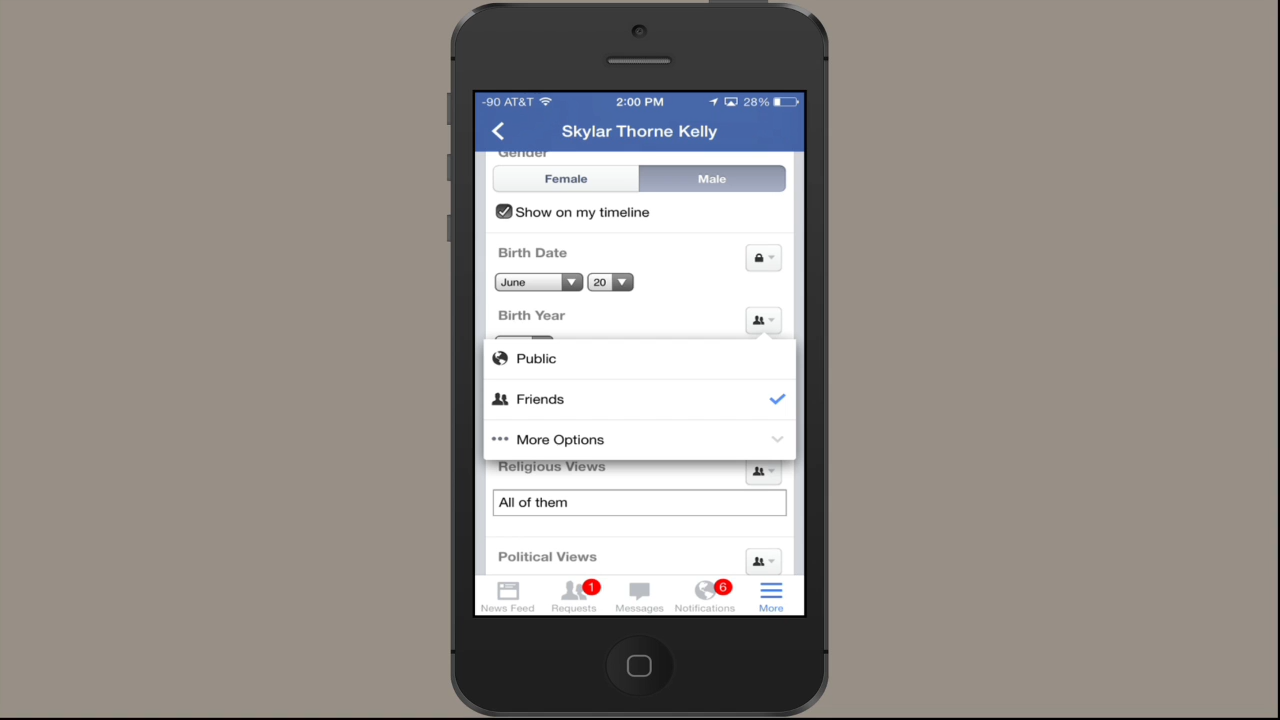 -90 AT&T 2:00 PM 28%
Skylar Thorne Kelly
Gender
Female Male
Show on my timeline
Birth Date
June 20
Birth Year
Public
Friends
More Options
Religious Views
All of them
Political Views
1 6
News Feed Requests Messages Notifications More